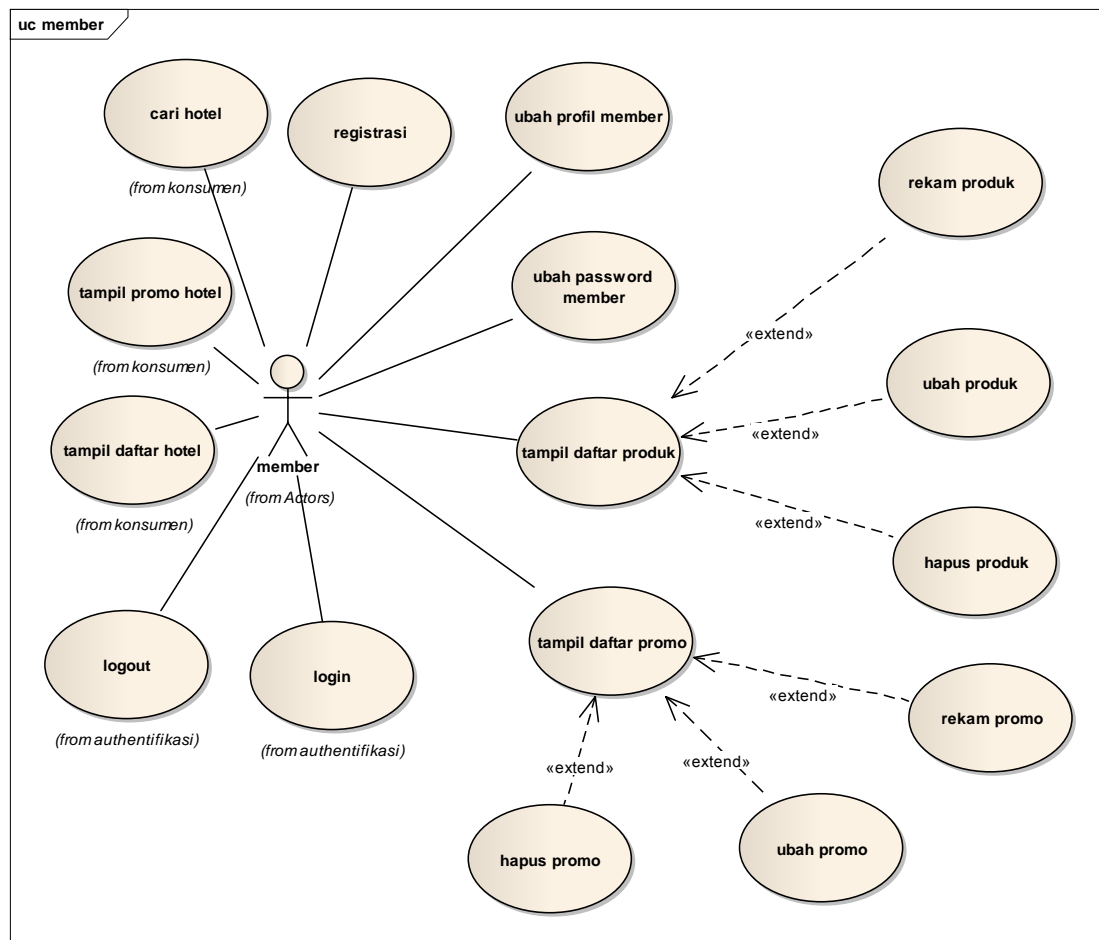 uc member
cari hotel
(from konsumen)
registrasi
ubah profil member
rekam produk
tampil promo hotel
(from konsumen)
ubah password
member
«extend»
ubah produk
«extend»
tampil daftar hotel
(from konsumen)
member
(from Actors)
tampil daftar produk
«extend»
hapus produk
tampil daftar promo
logout
(from authentifikasi)
login
(from authentifikasi)
«extend»
rekam promo
«extend»
«extend»
hapus promo
ubah promo